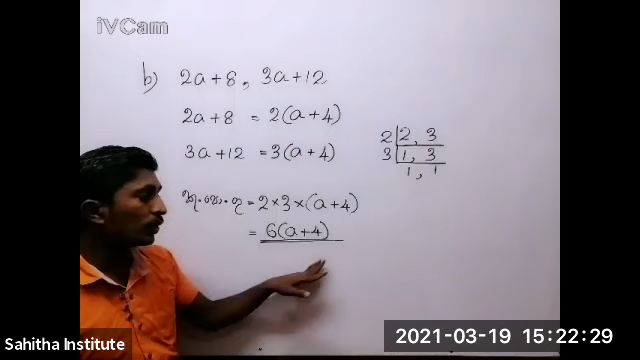 iVCam
b) 2a+8, 3a+12
2a+8 = 2(a+4)
3a+12 = 3(a+4)
2 2, 3
3 1, 3
1, 1
කු.පො.ගු = 2×3×(a+4)
= 6(a+4)
Sahitha Institute
2021-03-19 15:22:29